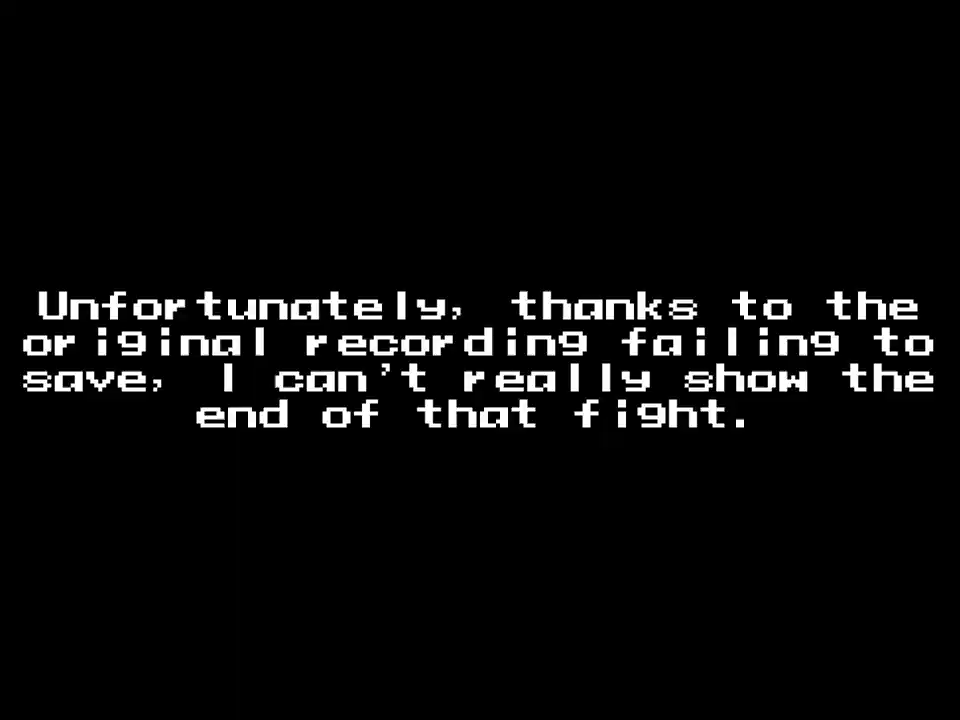 Unfortunately, thanks to the
original recording failing to
save, I can't really show the
end of that fight.